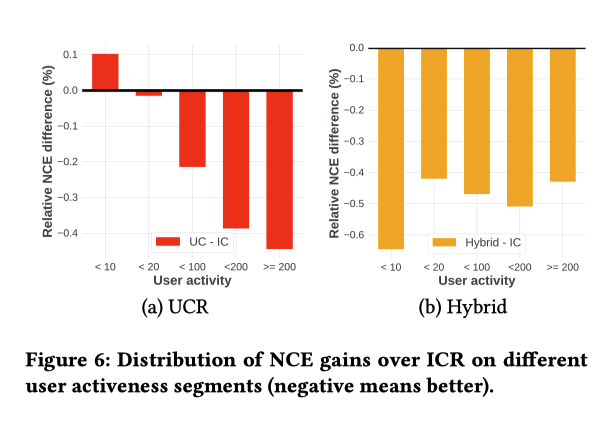 0.1
0.0
−0.1
−0.2
−0.3
−0.4
Relative NCE difference (%)
UC - IC
< 10
< 20
< 100
<200
>= 200
User activity
(a) UCR
0.0
−0.1
−0.2
−0.3
−0.4
−0.5
−0.6
Relative NCE difference (%)
Hybrid - IC
< 10
< 20
< 100
<200
>= 200
User activity
(b) Hybrid
Figure 6: Distribution of NCE gains over ICR on different
user activeness segments (negative means better).